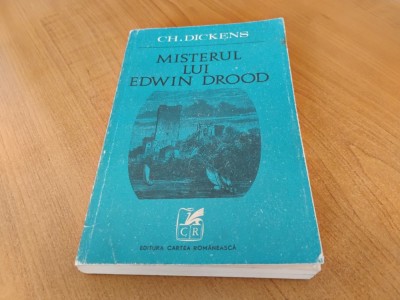 CH. DICKENS
MISTERUL
LUI
EDWIN DROOD
CR
EDITURA CARTEA ROMÂNEASCĂ